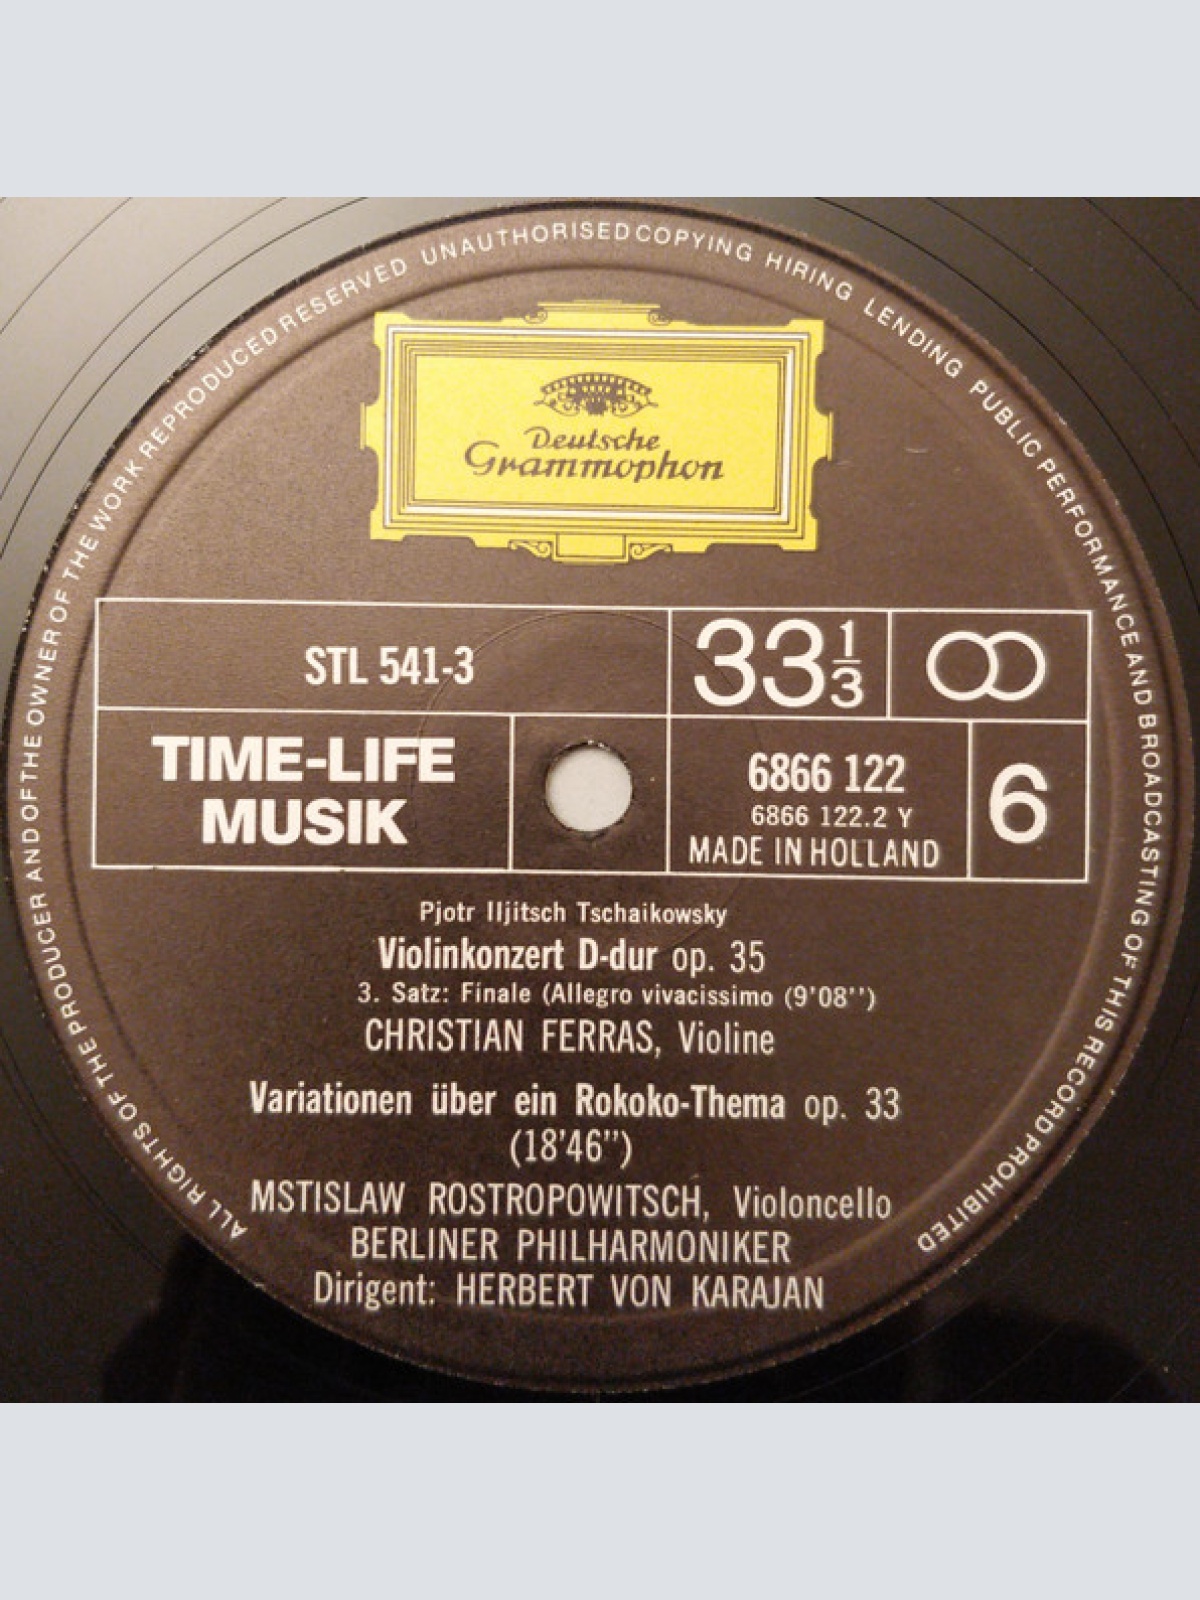 ALL RIGHTS OF THE PRODUCER AND OF THE OWNER OF THE WORK REPRODUCED RESERVED UNAUTHORISED COPYING HIRING LENDING PUBLIC PERFORMANCE AND BROADCASTING OF THIS RECORD PROHIBITED
Deutsche
Grammophon
STL 541-3
33 1/3
TIME-LIFE
MUSIK
6866 122
6866 122.2 Y
MADE IN HOLLAND
6
Pjotr Iljitsch Tschaikowsky
Violinkonzert D-dur op. 35
3. Satz: Finale (Allegro vivacissimo (9'08'')
CHRISTIAN FERRAS, Violine
Variationen über ein Rokoko-Thema op. 33
(18'46'')
MSTISLAW ROSTROPOWITSCH, Violoncello
BERLINER PHILHARMONIKER
Dirigent: HERBERT VON KARAJAN